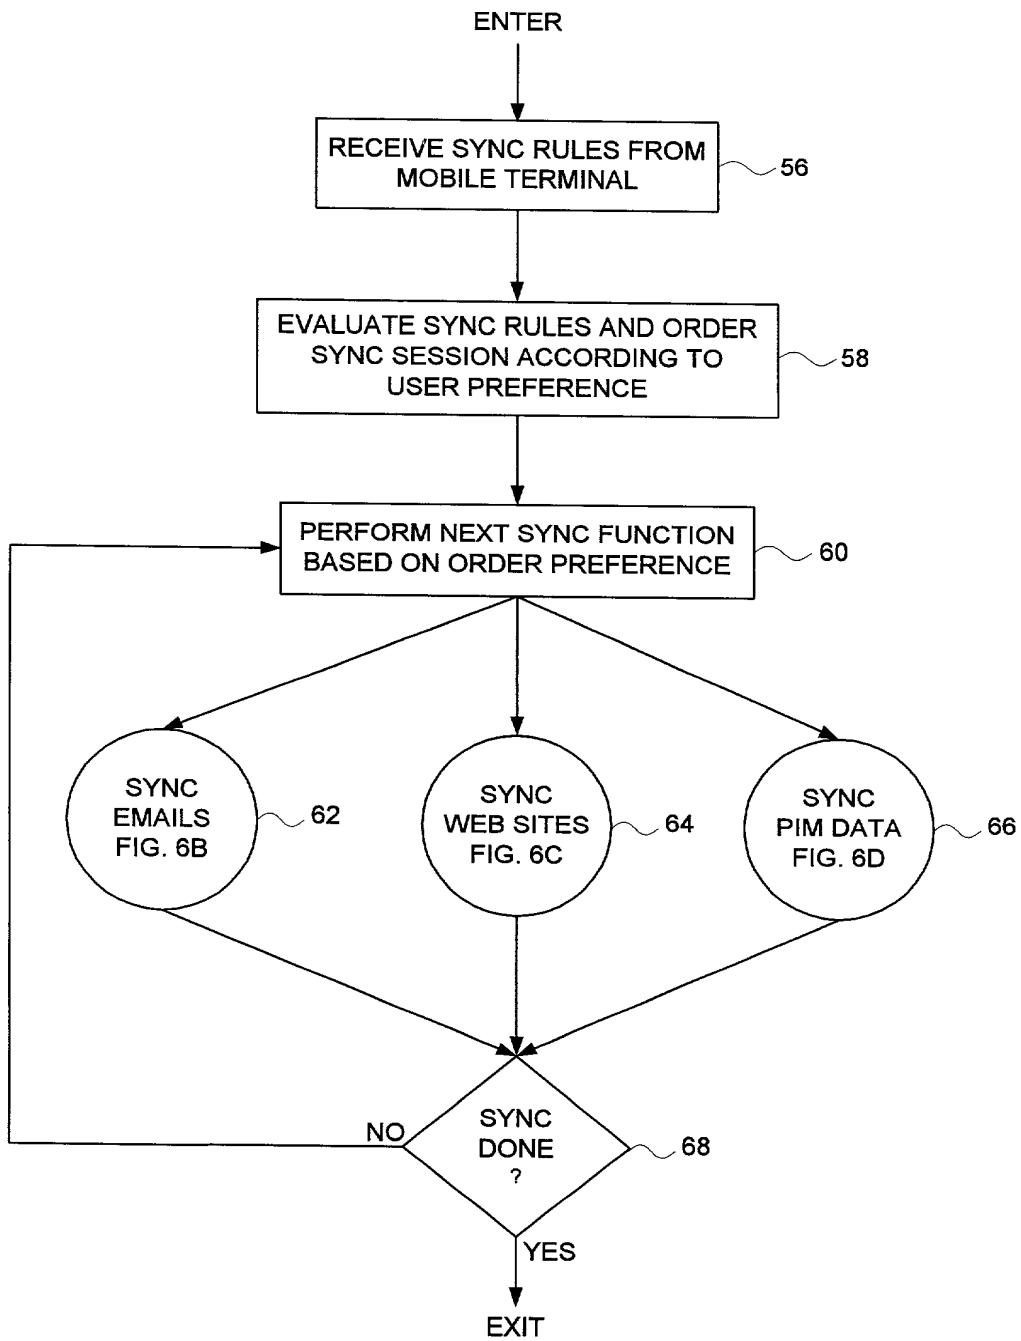 ENTER
RECEIVE SYNC RULES FROM
MOBILE TERMINAL
56
EVALUATE SYNC RULES AND ORDER
SYNC SESSION ACCORDING TO
USER PREFERENCE
58
PERFORM NEXT SYNC FUNCTION
BASED ON ORDER PREFERENCE
60
SYNC
EMAILS
FIG. 6B
62
SYNC
WEB SITES
FIG. 6C
64
SYNC
PIM DATA
FIG. 6D
66
NO
SYNC
DONE
?
68
YES
EXIT